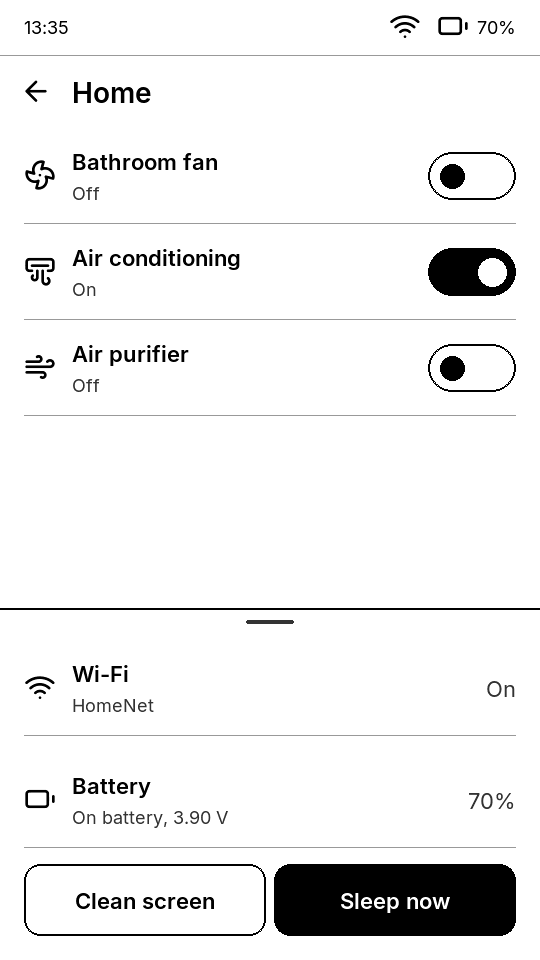 13:35
70%
Home
Bathroom fan
Off
Air conditioning
On
Air purifier
Off
Wi-Fi
HomeNet
On
Battery
On battery, 3.90 V
70%
Clean screen
Sleep now